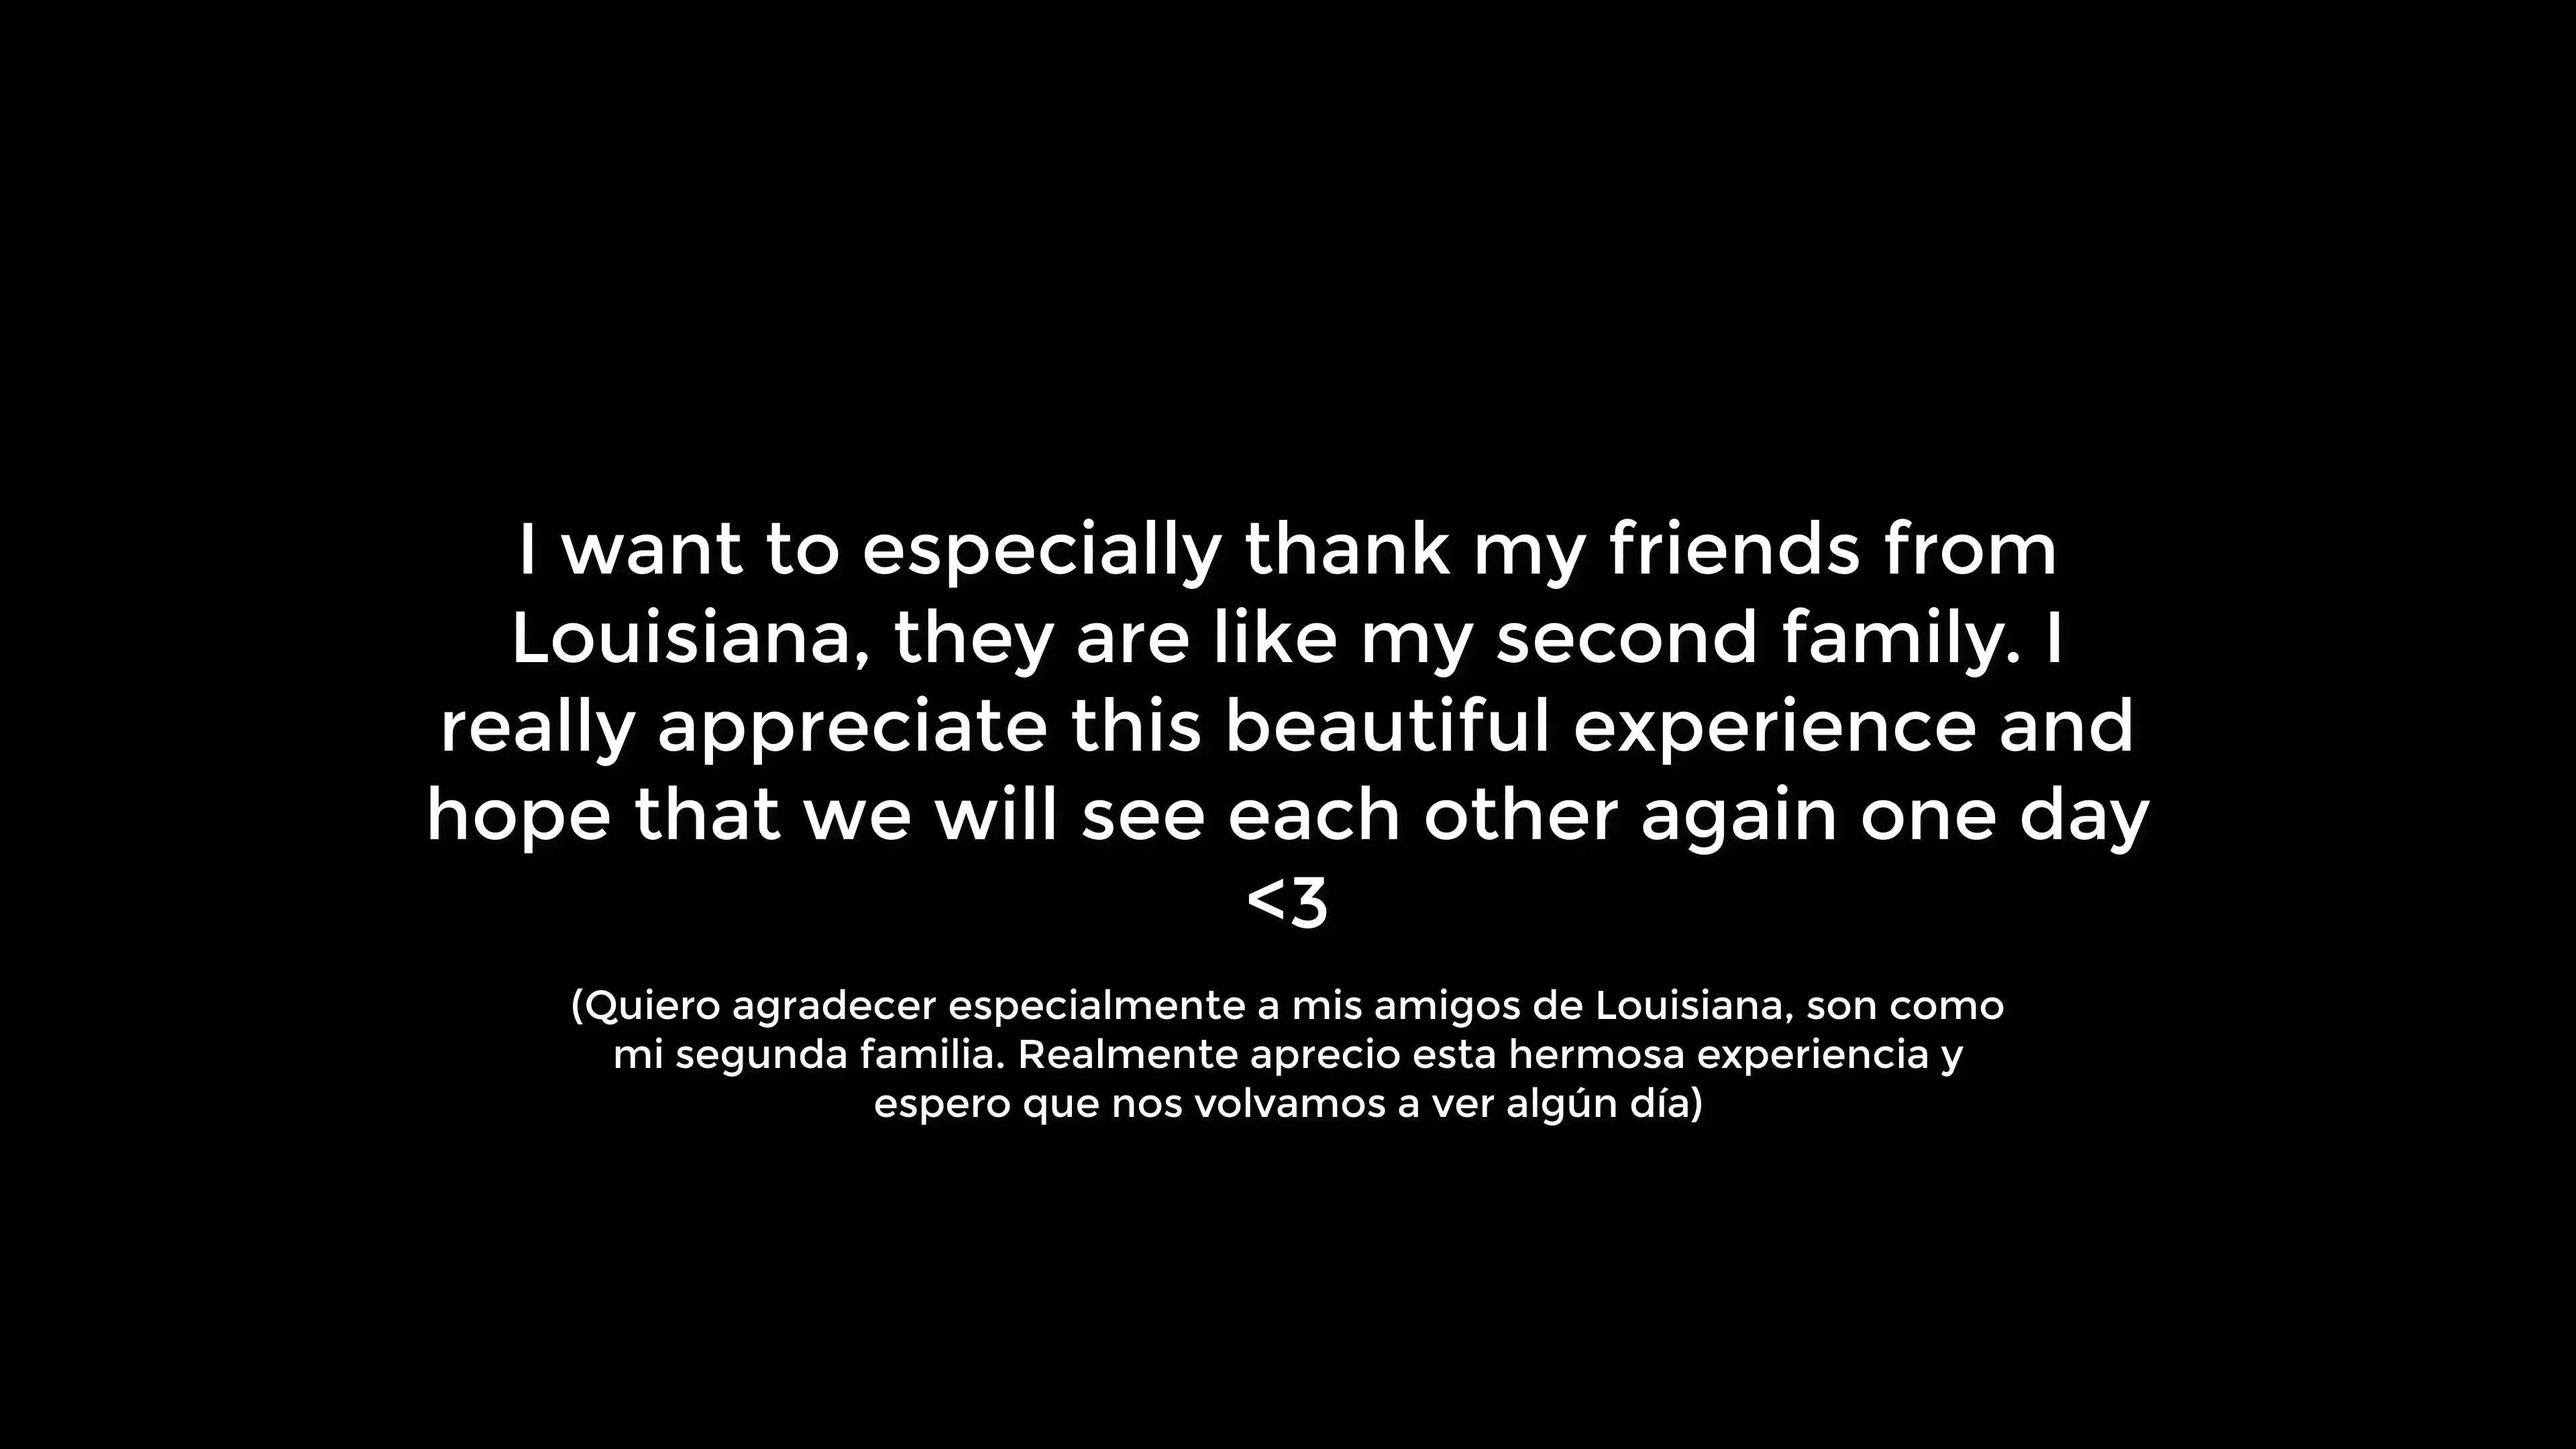 I want to especially thank my friends from
Louisiana, they are like my second family. I
really appreciate this beautiful experience and
hope that we will see each other again one day
<3
(Quiero agradecer especialmente a mis amigos de Louisiana, son como
mi segunda familia. Realmente aprecio esta hermosa experiencia y
espero que nos volvamos a ver algún día)